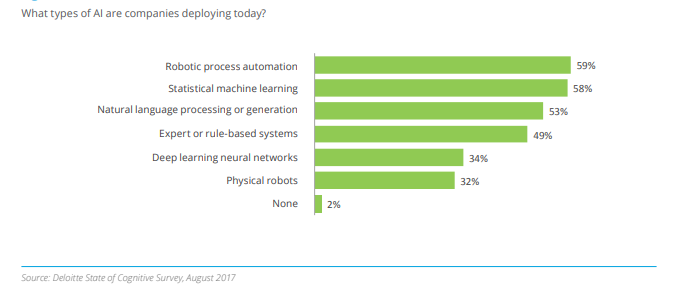 What types of AI are companies deploying today?
Robotic process automation 59%
Statistical machine learning 58%
Natural language processing or generation 53%
Expert or rule-based systems 49%
Deep learning neural networks 34%
Physical robots 32%
None 2%
Source: Deloitte State of Cognitive Survey, August 2017